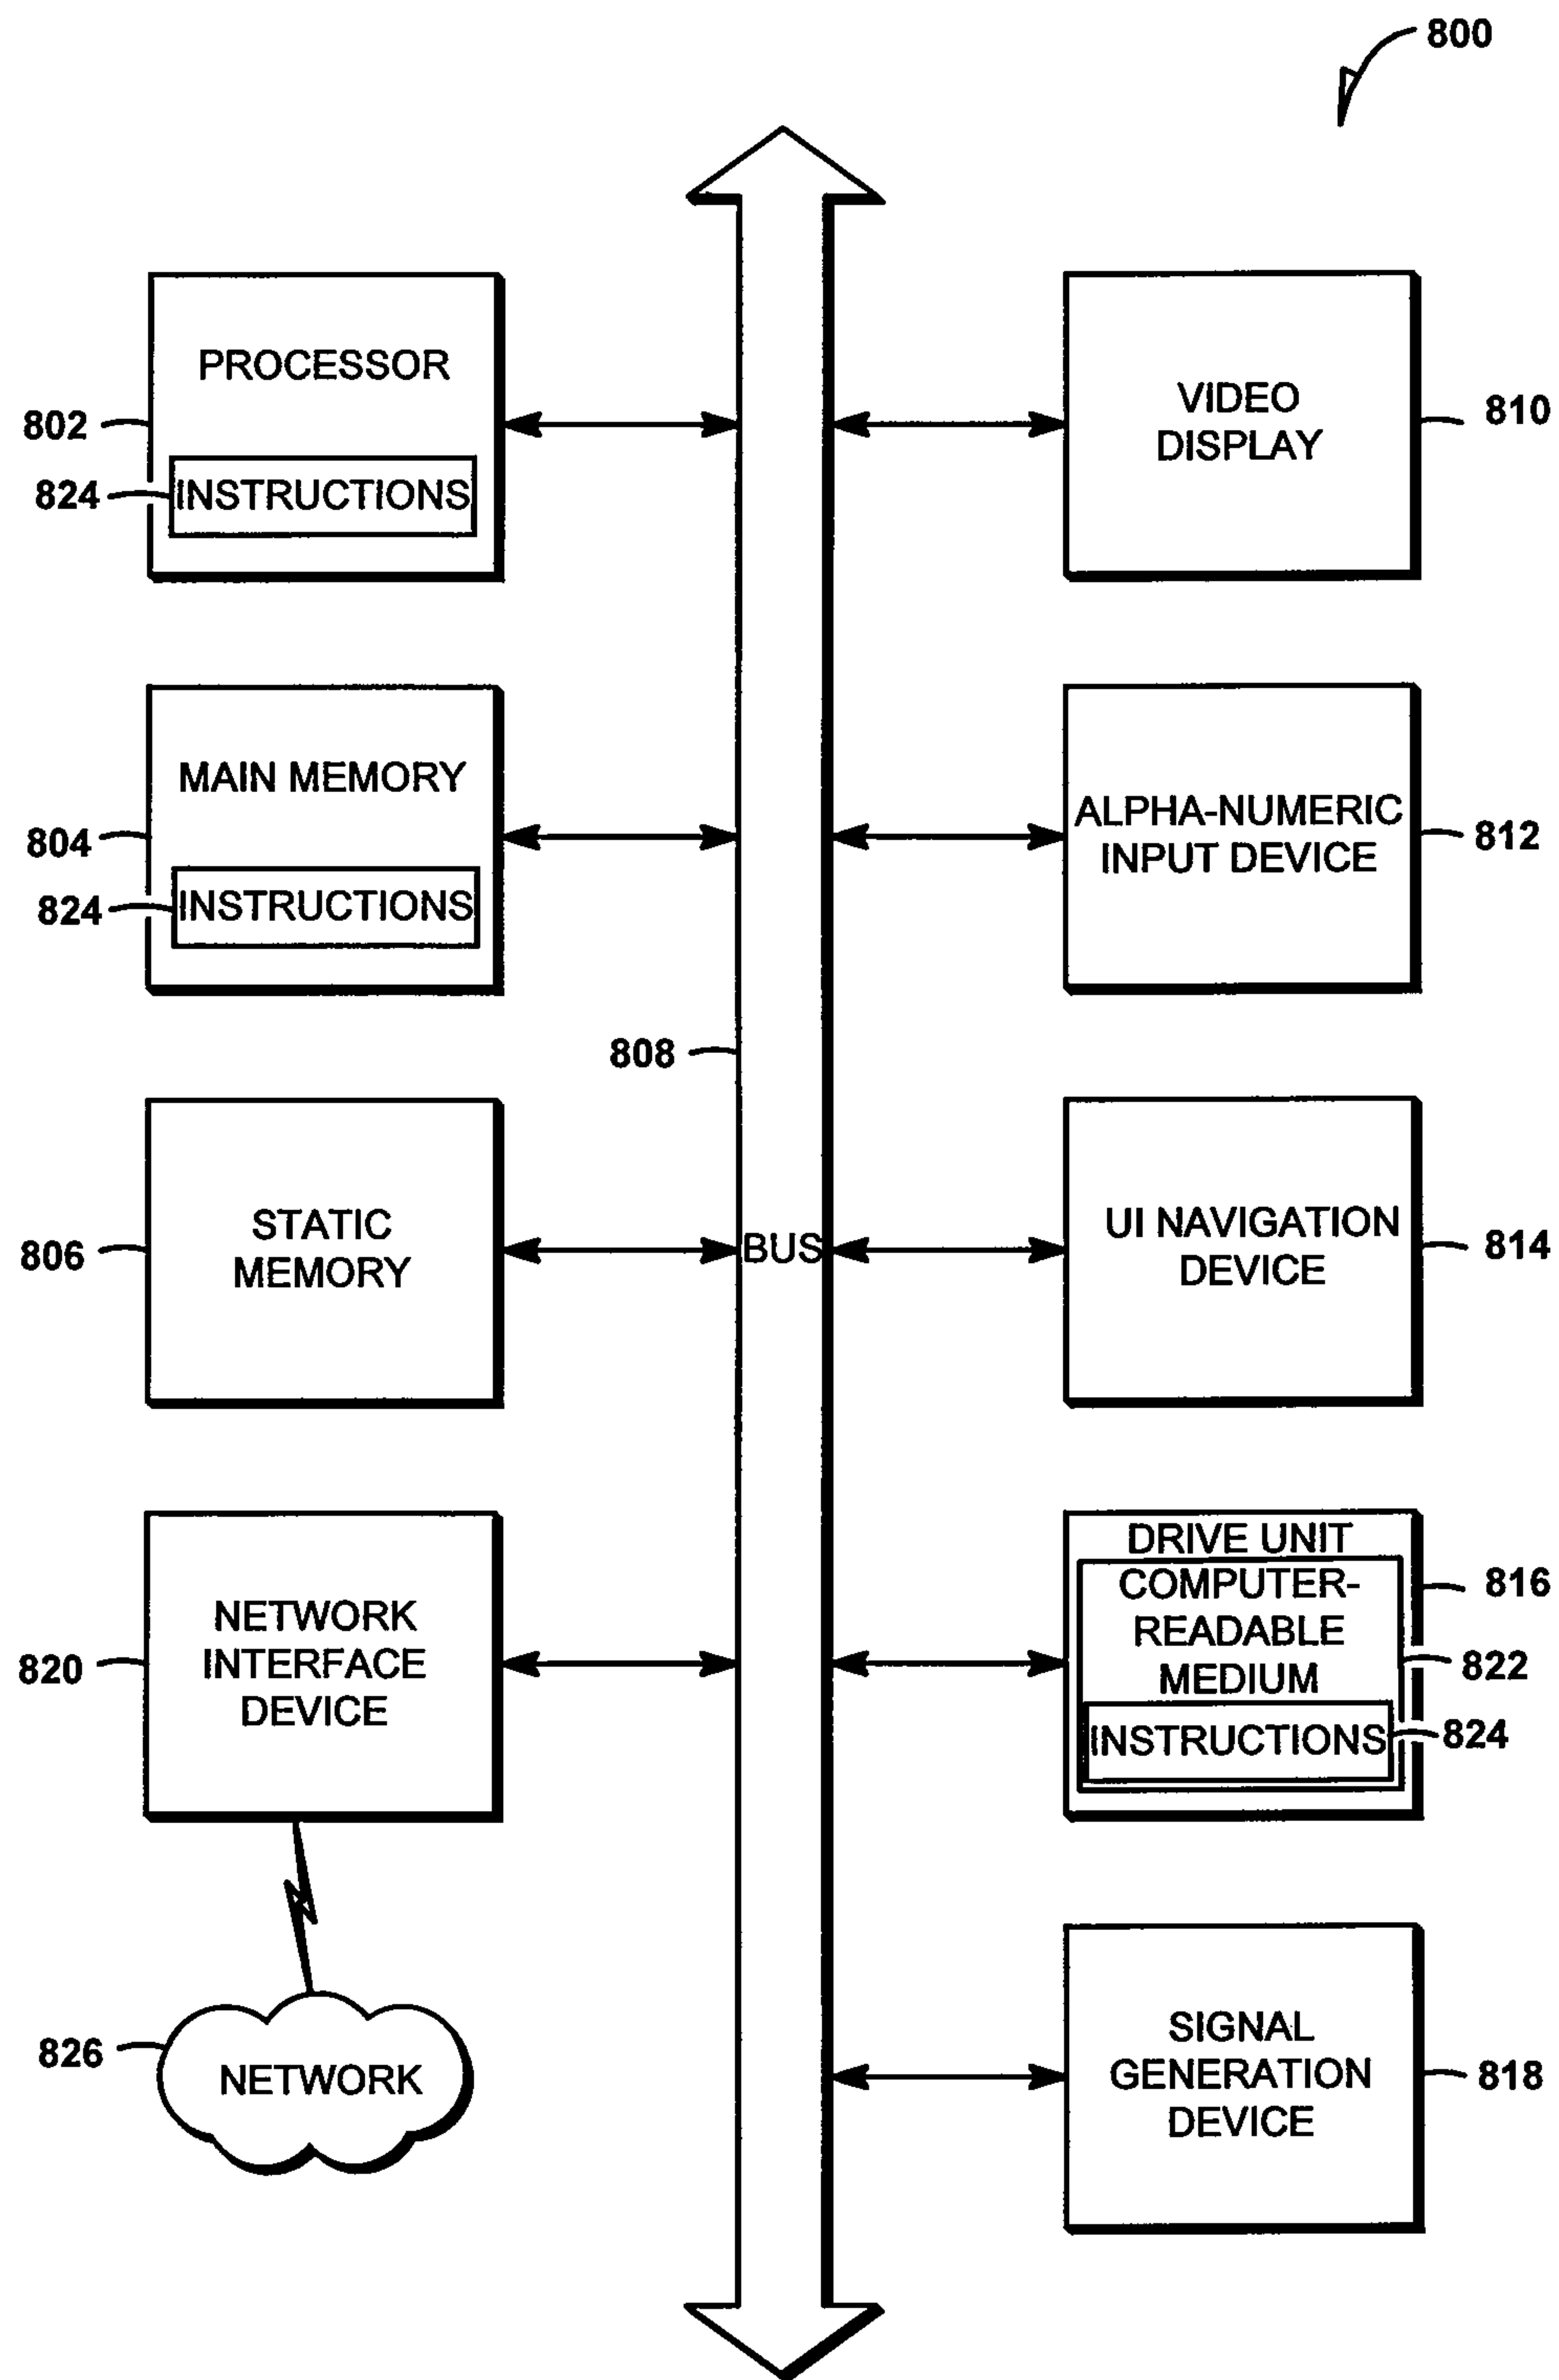 800
PROCESSOR
802
824
INSTRUCTIONS
MAIN MEMORY
804
824
INSTRUCTIONS
808
STATIC
MEMORY
806
BUS
NETWORK
INTERFACE
DEVICE
820
826
NETWORK
VIDEO
DISPLAY
810
ALPHA-NUMERIC
INPUT DEVICE
812
UI NAVIGATION
DEVICE
814
DRIVE UNIT
COMPUTER-
READABLE
MEDIUM
816
822
INSTRUCTIONS
824
SIGNAL
GENERATION
DEVICE
818